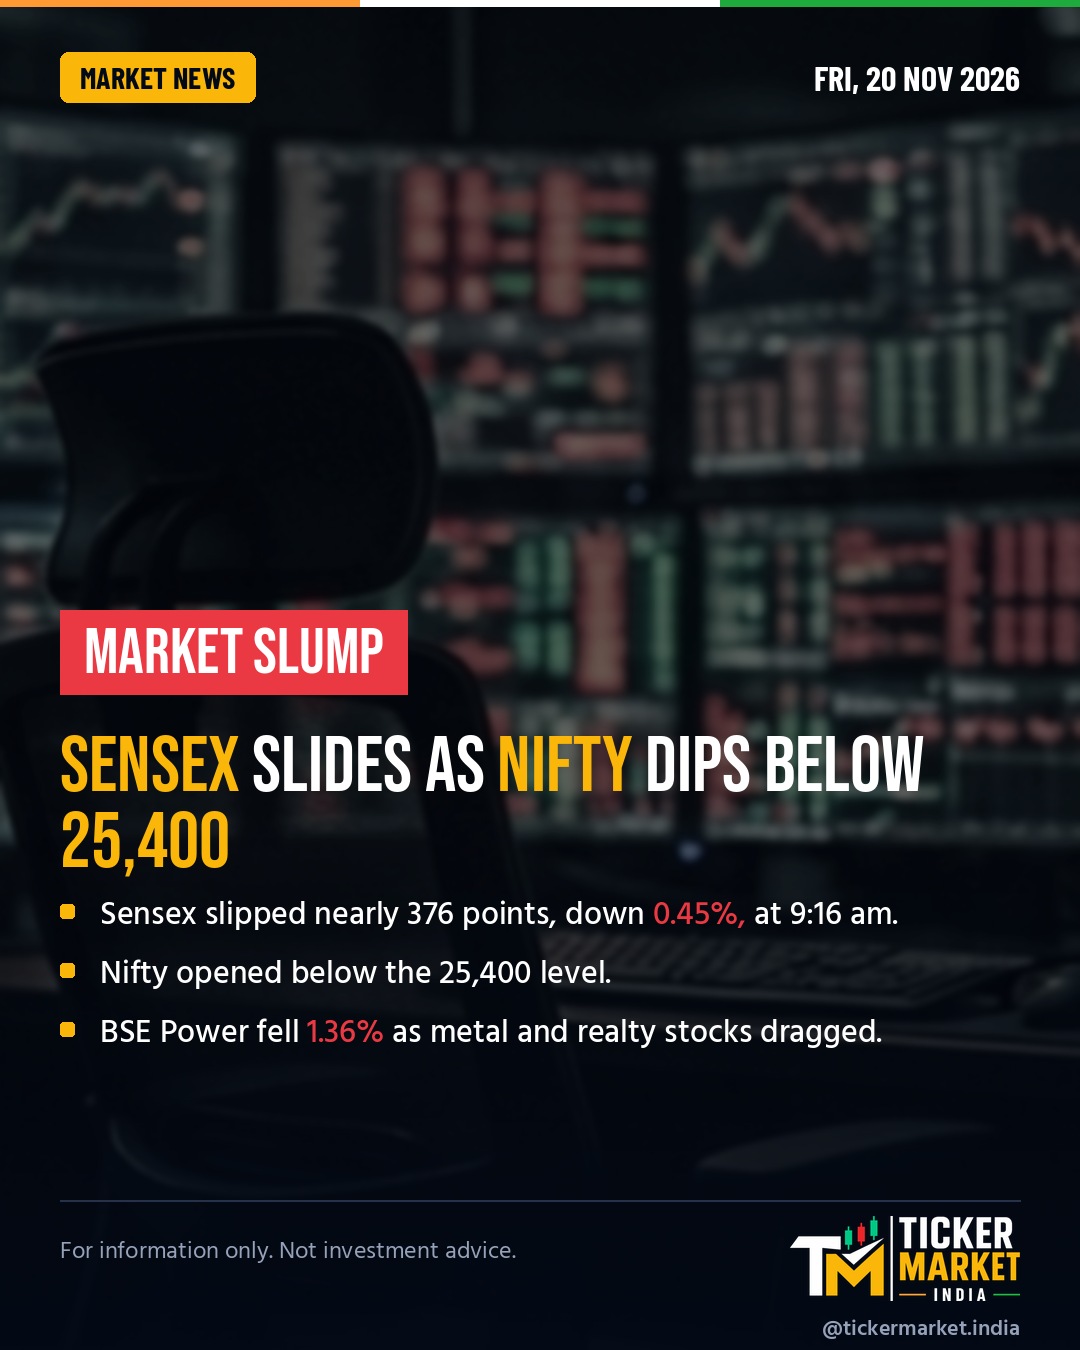 MARKET NEWS
FRI, 20 NOV 2026
MARKET SLUMP
SENSEX SLIDES AS NIFTY DIPS BELOW
25,400
Sensex slipped nearly 376 points, down 0.45%, at 9:16 am.
Nifty opened below the 25,400 level.
BSE Power fell 1.36% as metal and realty stocks dragged.
For information only. Not investment advice.
TM TICKER
MARKET
INDIA
@tickermarket.india